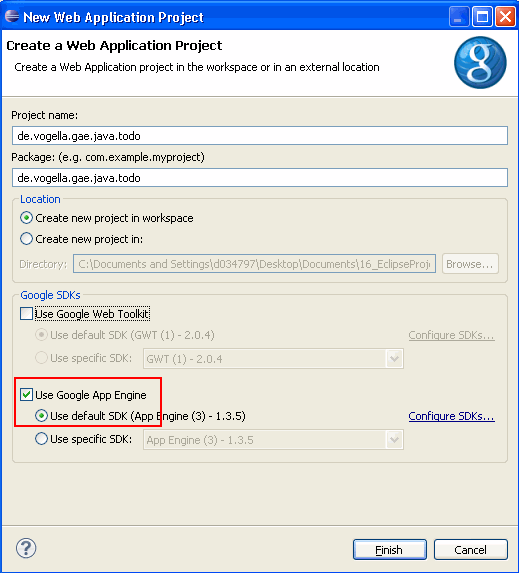 New Web Application Project
Create a Web Application Project
Create a Web Application project in the workspace or in an external location
g
Project name:
de.vogella.gae.java.todo
Package: (e.g. com.example.myproject)
de.vogella.gae.java.todo
Location
Create new project in workspace
Create new project in:
Directory: C:\Documents and Settings\d034797\Desktop\Documents\16_EclipseProj Browse...
Google SDKs
Use Google Web Toolkit
Use default SDK (GWT (1) - 2.0.4) Configure SDKs...
Use specific SDK: GWT (1) - 2.0.4
Use Google App Engine
Use default SDK (App Engine (3) - 1.3.5) Configure SDKs...
Use specific SDK: App Engine (3) - 1.3.5
? Finish Cancel